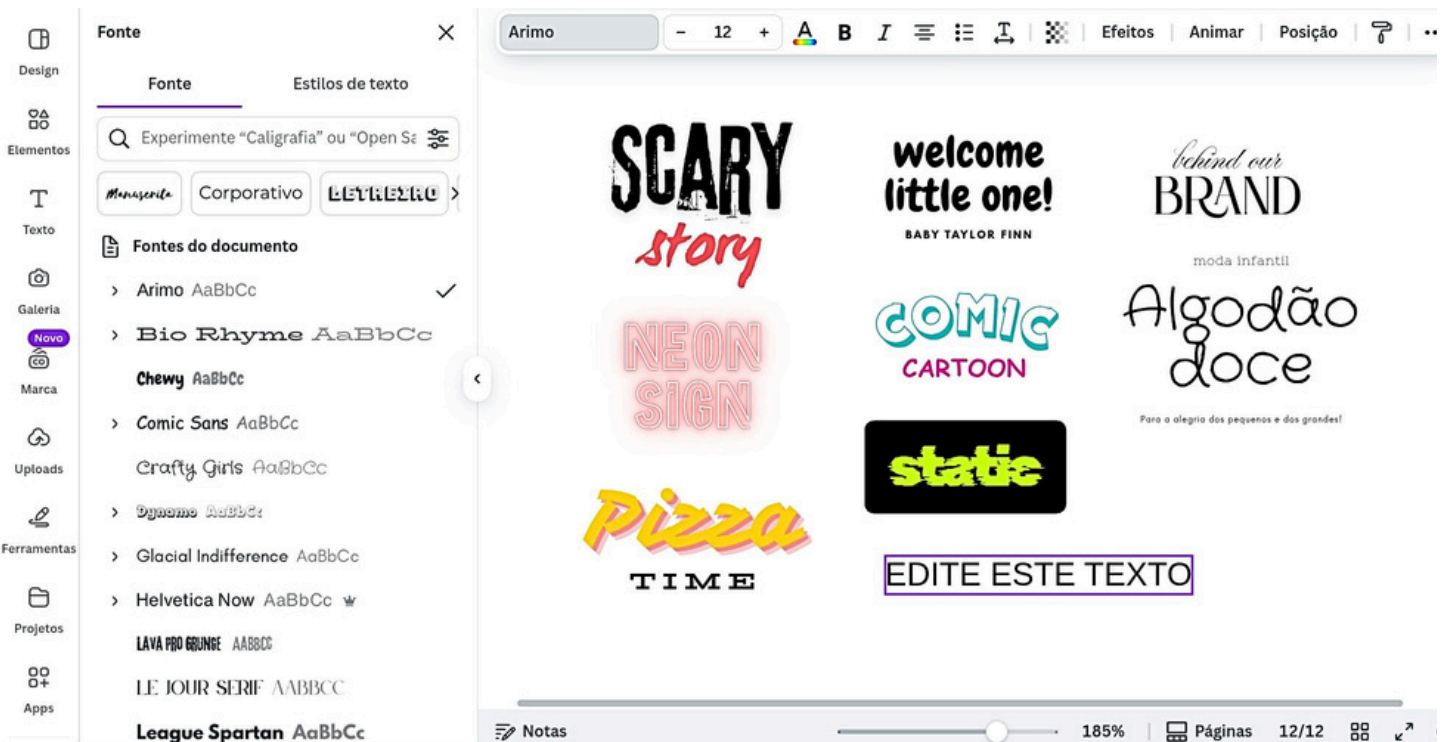 Design
Elementos
Texto
Galeria
Novo
Marca
Uploads
Ferramentas
Projetos
Apps
Fonte
Fonte Estilos de texto
Experimente “Caligrafia” ou “Open Sa
Manuscrita Corporativo LETREIRO
Fontes do documento
Arimo AaBbCc
Bio Rhyme AaBbCc
Chewy AaBbCc
Comic Sans AaBbCc
Crafty Girls AaBbCc
Dynamo AaBbCc
Glacial Indifference AaBbCc
Helvetica Now AaBbCc
LAVA PRO GRUNGE AABBCC
LE JOUR SERIF AABBCC
League Spartan AaBbCc
Arimo - 12 + A B I T Efeitos Animar Posição
SCARY
story
NEON
SIGN
Pizza
TIME
welcome
little one!
BABY TAYLOR FINN
COMIC
CARTOON
static
EDITE ESTE TEXTO
behind our
BRAND
moda infantil
Algodão
doce
Para a alegria dos pequenos e dos grandes!
Notas 185% Páginas 12/12